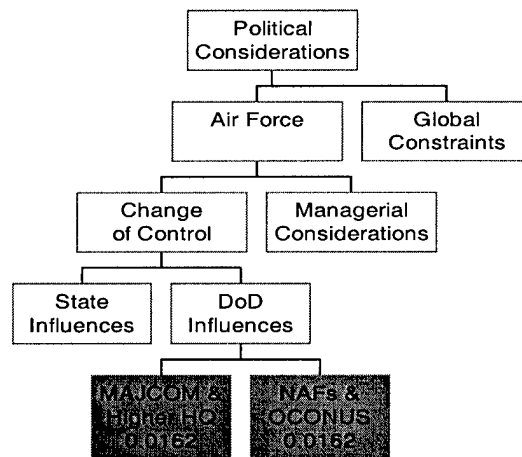 Political
Considerations
Air Force
Global
Constraints
Change
of Control
Managerial
Considerations
State
Influences
DoD
Influences
MAJCOM &
Higher HQ
0.0162
NAFs &
OCONUS
0.0162